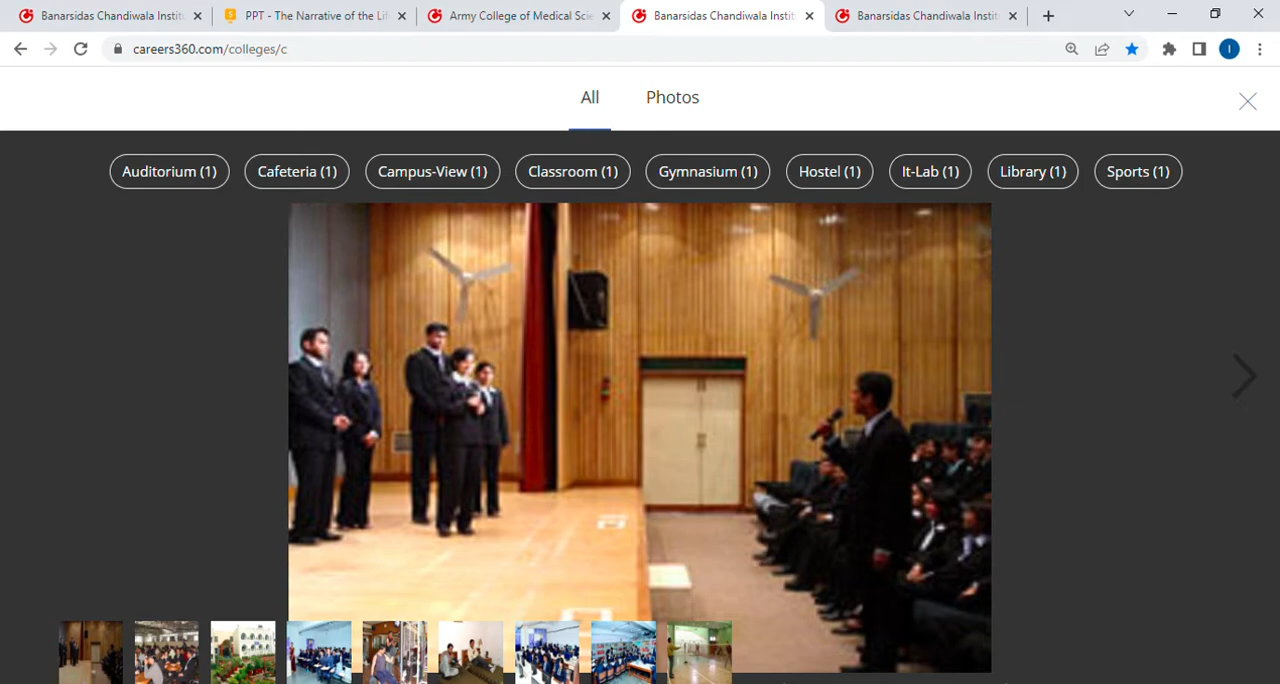 Banarsidas Chandiwala Instit
PPT - The Narrative of the Li
Army College of Medical Scie
Banarsidas Chandiwala Instit
Banarsidas Chandiwala Instit
careers360.com/colleges/c
I
All
Photos
Auditorium (1)
Cafeteria (1)
Campus-View (1)
Classroom (1)
Gymnasium (1)
Hostel (1)
It-Lab (1)
Library (1)
Sports (1)